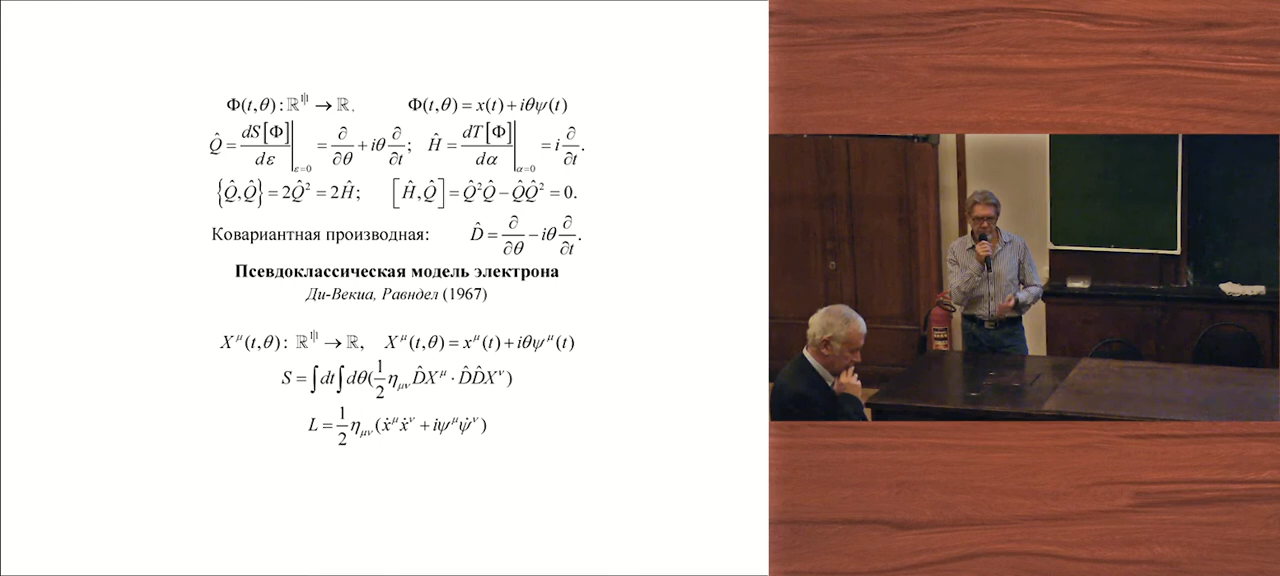 Φ(t,θ) : ℝ^{1|1} → ℝ, Φ(t,θ) = x(t) + iθψ(t)
Q̂ = dS[Φ]/dε |_{ε=0} = ∂/∂θ + iθ ∂/∂t; Ĥ = dT[Φ]/dα |_{α=0} = i ∂/∂t.
{Q̂,Q̂} = 2Q̂² = 2Ĥ; [Ĥ,Q̂] = Q̂²Q̂ − Q̂Q̂² = 0.
Ковариантная производная: D̂ = ∂/∂θ − iθ ∂/∂t.
Псевдоклассическая модель электрона
Ди-Векиа, Равндел (1967)
X^μ(t,θ) : ℝ^{1|1} → ℝ, X^μ(t,θ) = x^μ(t) + iθψ^μ(t)
S = ∫dt∫dθ(1/2 η_{μν} D̂X^μ · D̂D̂X^ν)
L = 1/2 η_{μν}(ẋ^μ ẋ^ν + iψ^μ ψ̇^ν)